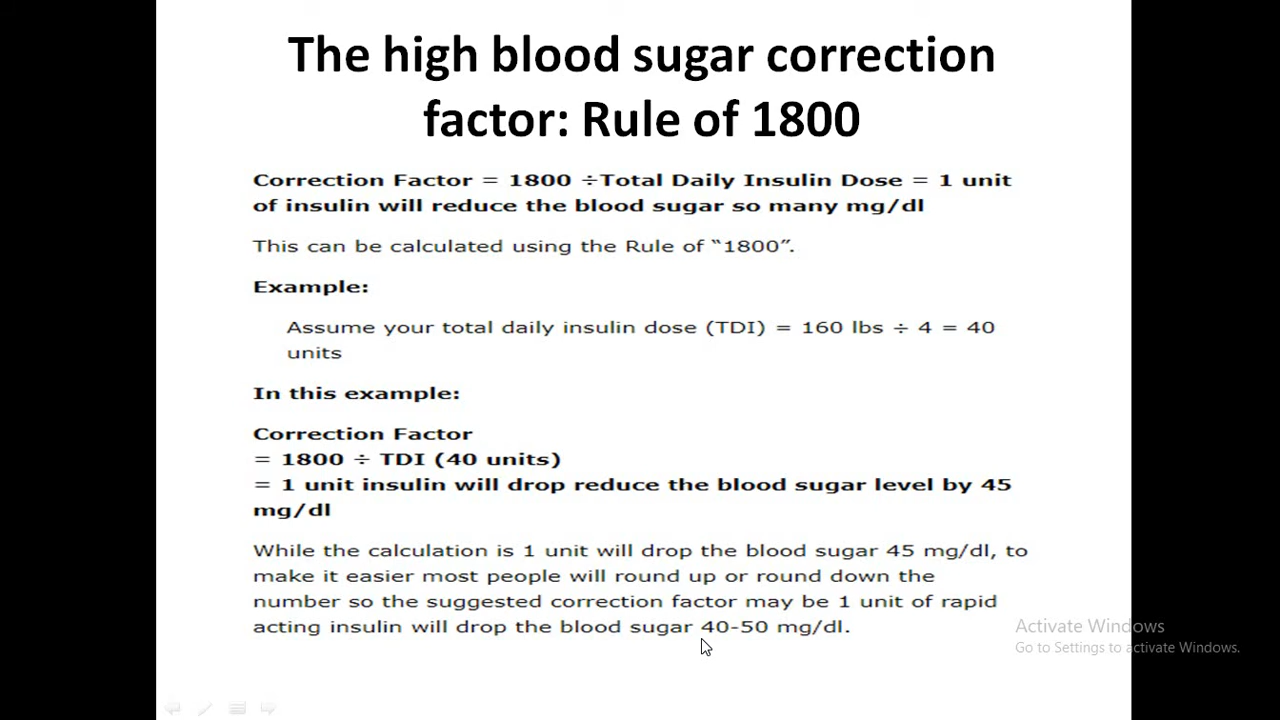 The high blood sugar correction
factor: Rule of 1800
Correction Factor = 1800 ÷Total Daily Insulin Dose = 1 unit
of insulin will reduce the blood sugar so many mg/dl
This can be calculated using the Rule of “1800”.
Example:
Assume your total daily insulin dose (TDI) = 160 lbs ÷ 4 = 40
units
In this example:
Correction Factor
= 1800 ÷ TDI (40 units)
= 1 unit insulin will drop reduce the blood sugar level by 45
mg/dl
While the calculation is 1 unit will drop the blood sugar 45 mg/dl, to
make it easier most people will round up or round down the
number so the suggested correction factor may be 1 unit of rapid
acting insulin will drop the blood sugar 40-50 mg/dl.
Activate Windows
Go to Settings to activate Windows.